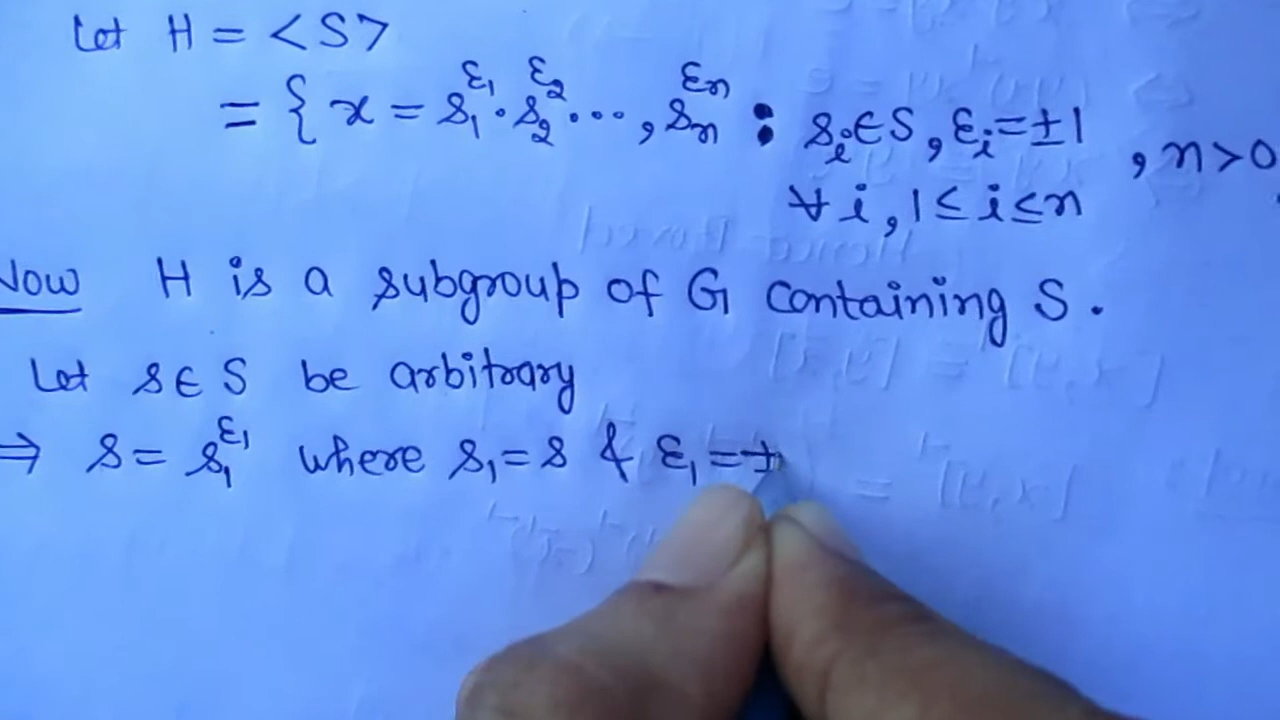 Let H = <S>
= { x = s₁^ε₁ . s₂^ε₂ ..., sₙ^εₙ : sᵢ ∈ S, εᵢ = ±1 , n > 0
∀ i, 1 ≤ i ≤ n
Now H is a subgroup of G containing S.
Let s ∈ S be arbitrary
⇒ s = s₁^ε₁ where s₁ = s & ε₁ = ±